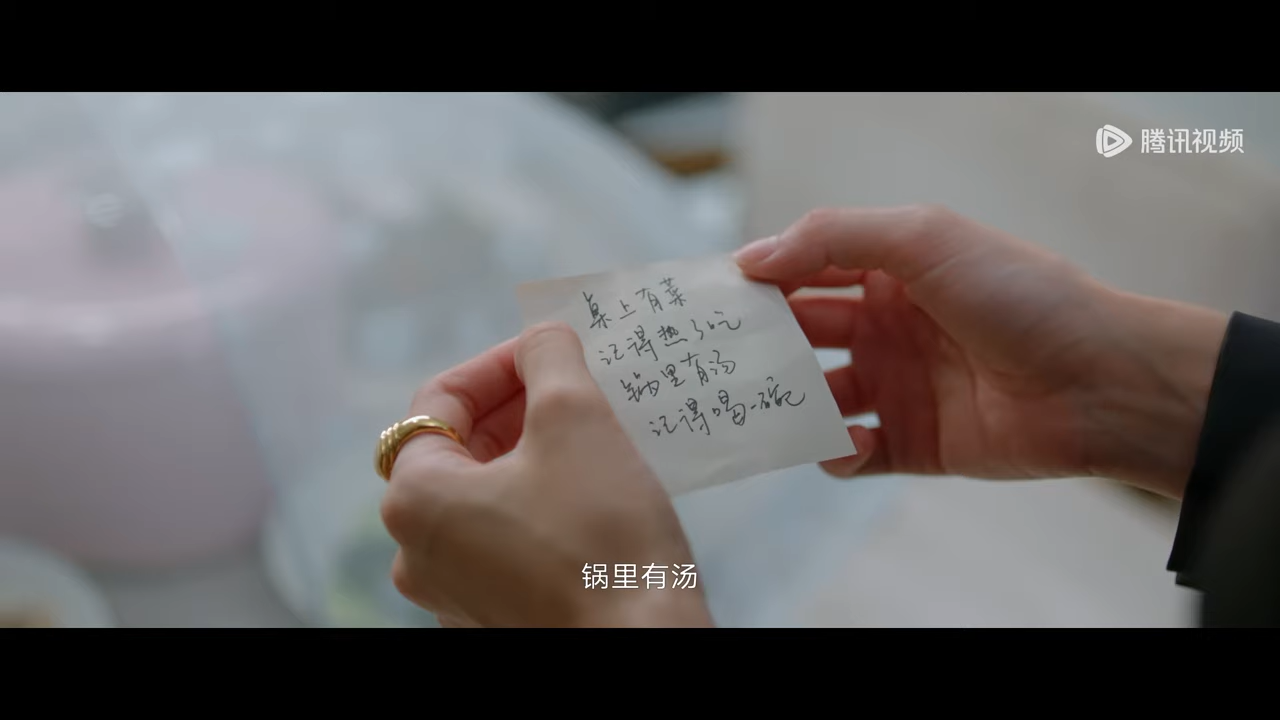 腾讯视频
桌上有菜
记得热了吃
锅里有汤
记得喝一碗
锅里有汤